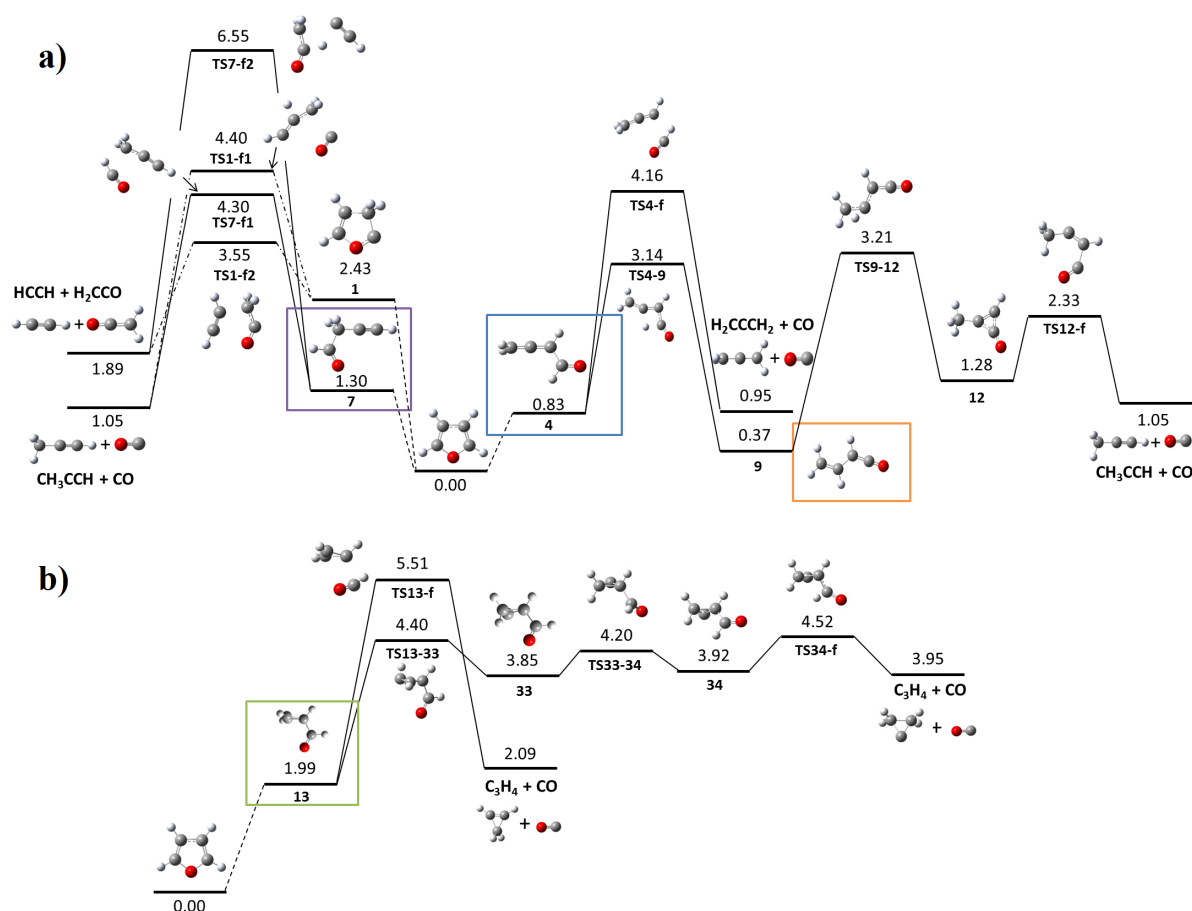 a)
6.55
TS7-f2
4.40
TS1-f1
4.30
TS7-f1
3.55
TS1-f2
2.43
1
HCCH + H₂CCO
+
1.89
1.05
+
CH₃CCH + CO
1.30
7
0.00
0.83
4
4.16
TS4-f
3.14
TS4-9
H₂CCCH₂ + CO
+
0.95
0.37
9
3.21
TS9-12
1.28
12
2.33
TS12-f
1.05
+
CH₃CCH + CO
b)
5.51
TS13-f
4.40
TS13-33
3.85
33
4.20
TS33-34
3.92
34
4.52
TS34-f
3.95
C₃H₄ + CO
+
1.99
13
2.09
C₃H₄ + CO
+
0.00